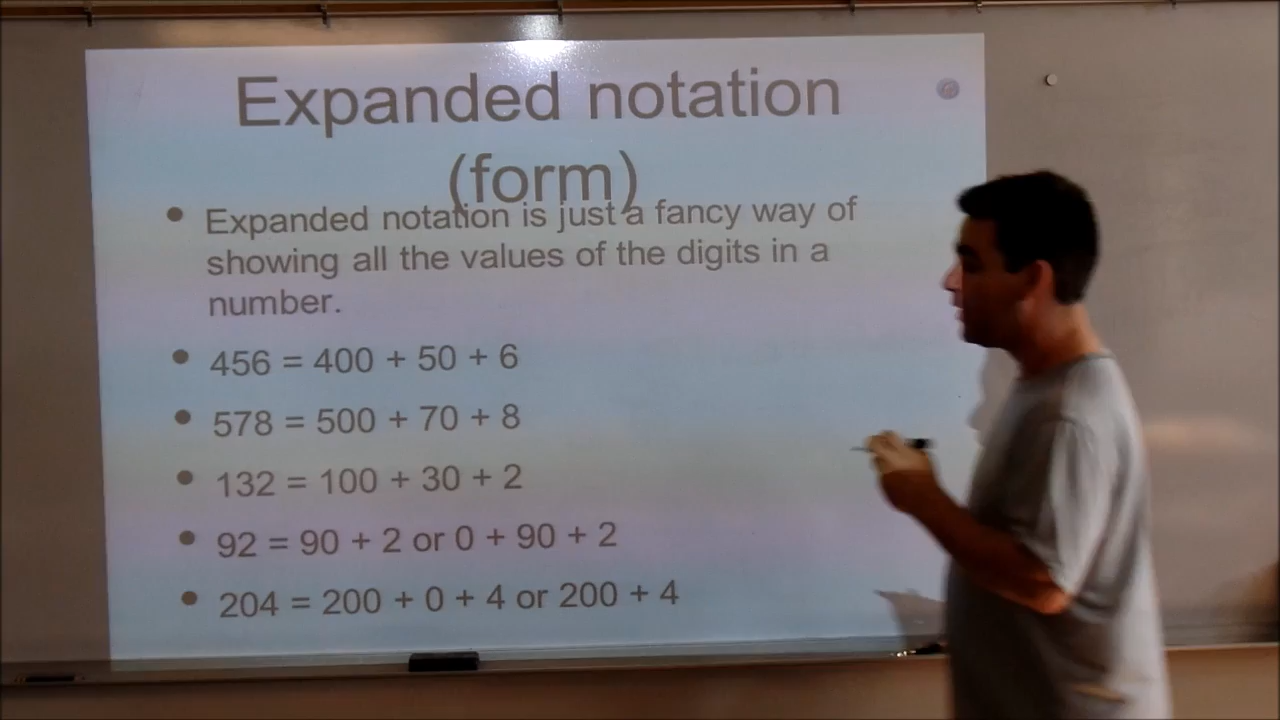 Expanded notation
(form)
• Expanded notation is just a fancy way of
showing all the values of the digits in a
number.
• 456 = 400 + 50 + 6
• 578 = 500 + 70 + 8
• 132 = 100 + 30 + 2
• 92 = 90 + 2 or 0 + 90 + 2
• 204 = 200 + 0 + 4 or 200 + 4